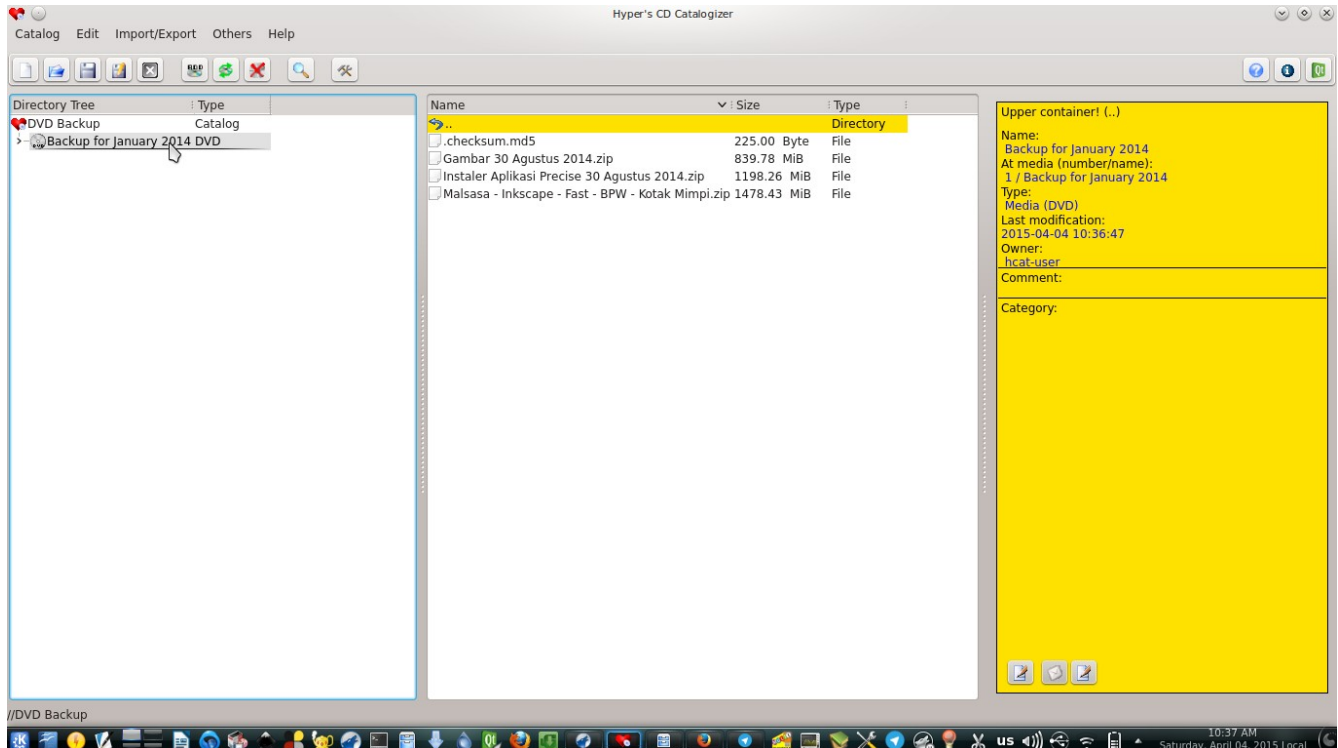 Hyper's CD Catalogizer
Catalog Edit Import/Export Others Help
Directory Tree Type
DVD Backup Catalog
Backup for January 2014 DVD
Name Size Type
.. Directory
.checksum.md5 225.00 Byte File
Gambar 30 Agustus 2014.zip 839.78 MiB File
Instaler Aplikasi Precise 30 Agustus 2014.zip 1198.26 MiB File
Malsasa - Inkscape - Fast - BPW - Kotak Mimpi.zip 1478.43 MiB File
Upper container! (..)
Name:
Backup for January 2014
At media (number/name):
1 / Backup for January 2014
Type:
Media (DVD)
Last modification:
2015-04-04 10:36:47
Owner:
hcat-user
Comment:
Category:
//DVD Backup
us
10:37 AM
Saturday, April 04, 2015 Local